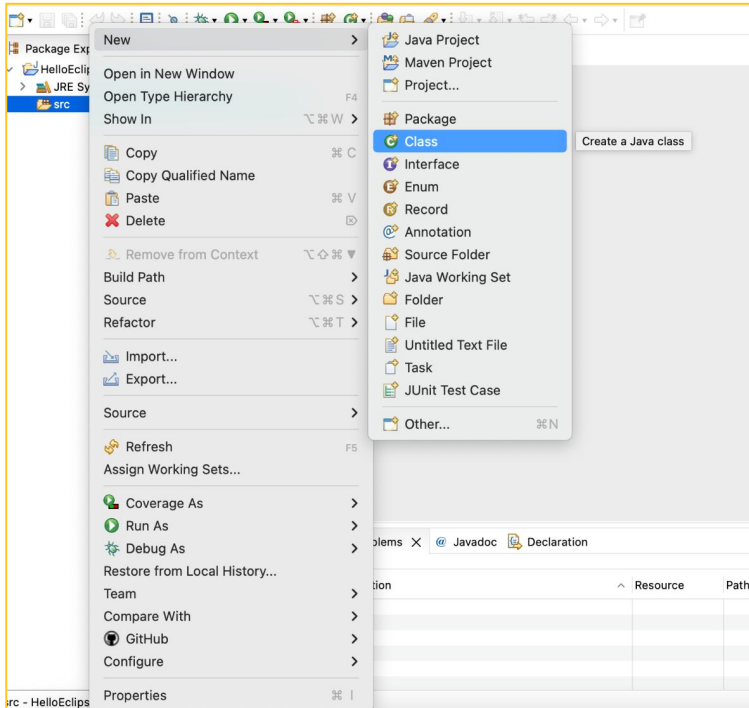 Package Exp
HelloEclip
JRE Sy
src
New
Open in New Window
Open Type Hierarchy F4
Show In ⌥⌘W
Copy ⌘C
Copy Qualified Name
Paste ⌘V
Delete ⌦
Remove from Context ⌥⇧⌘▼
Build Path
Source ⌥⌘S
Refactor ⌥⌘T
Import...
Export...
Source
Refresh F5
Assign Working Sets...
Coverage As
Run As
Debug As
Restore from Local History...
Team
Compare With
GitHub
Configure
Properties ⌘I
Java Project
Maven Project
Project...
Package
Class
Create a Java class
Interface
Enum
Record
Annotation
Source Folder
Java Working Set
Folder
File
Untitled Text File
Task
JUnit Test Case
Other... ⌘N
blems @ Javadoc Declaration
tion Resource Path
src - HelloEclips